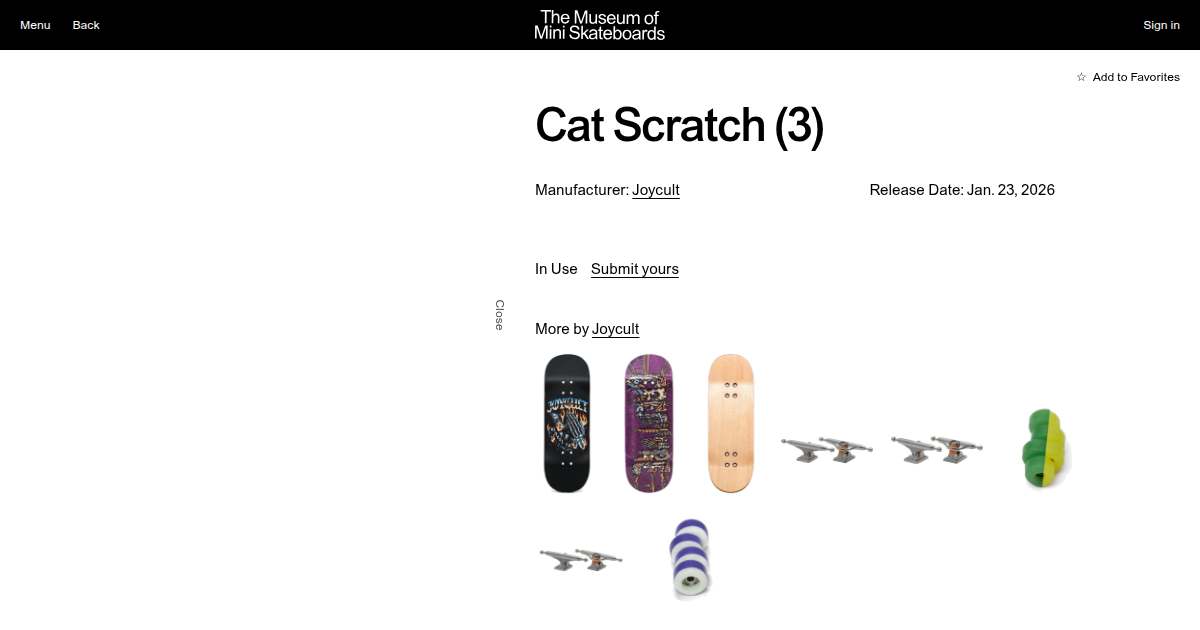 Menu
Back
The Museum of
Mini Skateboards
Sign in
☆ Add to Favorites
Cat Scratch (3)
Manufacturer: Joycult
Release Date: Jan. 23, 2026
In Use Submit yours
Close
More by Joycult
JOYCULT